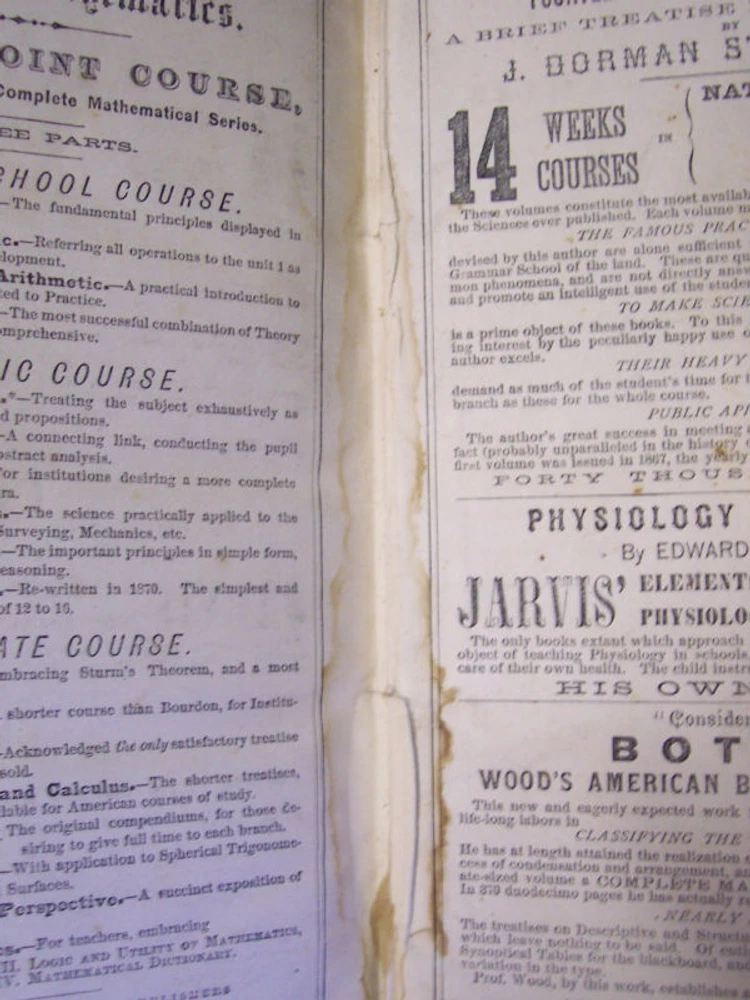 OINT COURSE,
Complete Mathematical Series.
EE PARTS.
HOOL COURSE.
—The fundamental principles displayed in
c.—Referring all operations to the unit 1 as
lopment.
Arithmetic.—A practical introduction to
ted to Practice.
—The most successful combination of Theory
omprehensive.
IC COURSE.
.*—Treating the subject exhaustively as
d propositions.
—A connecting link, conducting the pupil
stract analysis.
For institutions desiring a more complete
ra.
.—The science practically applied to the
Surveying, Mechanics, etc.
—The important principles in simple form,
easoning.
.—Re-written in 1870. The simplest and
of 12 to 16.
ATE COURSE.
mbracing Sturm's Theorem, and a most
shorter course than Bourdon, for Institu-
-Acknowledged the only satisfactory treatise
sold.
and Calculus.—The shorter treatises,
lable for American courses of study.
The original compendiums, for those de-
siring to give full time to each branch.
—With application to Spherical Trigonome-
Surfaces.
Perspective.—A succinct exposition of
cs.—For teachers, embracing
II. LOGIC AND UTILITY OF MATHEMATICS,
V. MATHEMATICAL DICTIONARY.
A BRIEF TREATISE
BY
J. DORMAN ST
14 WEEKS COURSES IN { NAT
These volumes constitute the most availab
the Sciences ever published. Each volume m
THE FAMOUS PRAC
devised by this author are alone sufficient
Grammar School of the land. These are qu
mon phenomena, and are not directly answ
and promote an intelligent use of the studen
TO MAKE SCIE
is a prime object of these books. To this
ing interest by the peculiarly happy use o
author excels.
THEIR HEAVY
demand as much of the student's time for t
branch as these for the whole course.
PUBLIC APP
The author's great success in meeting
fact (probably unparalleled in the history
first volume was issued in 1867, the yearly
FORTY THOUS
PHYSIOLOGY
By EDWARD
JARVIS' ELEMENT
PHYSIOLO
The only books extant which approach
object of teaching Physiology in schools,
care of their own health. The child instr
HIS OWN
"Consider
BOT
WOOD'S AMERICAN B
This new and eagerly expected work
life-long labors in
CLASSIFYING THE
He has at length attained the realization
cess of condensation and arrangement, an
ate-sized volume a COMPLETE MA
In 370 duodecimo pages he has actually r
NEARLY
The treatises on Descriptive and Structu
which leave nothing to be said. Of enti
Synoptical Tables for the blackboard, and
variation in the type.
Prof. Wood, by this work, establishes